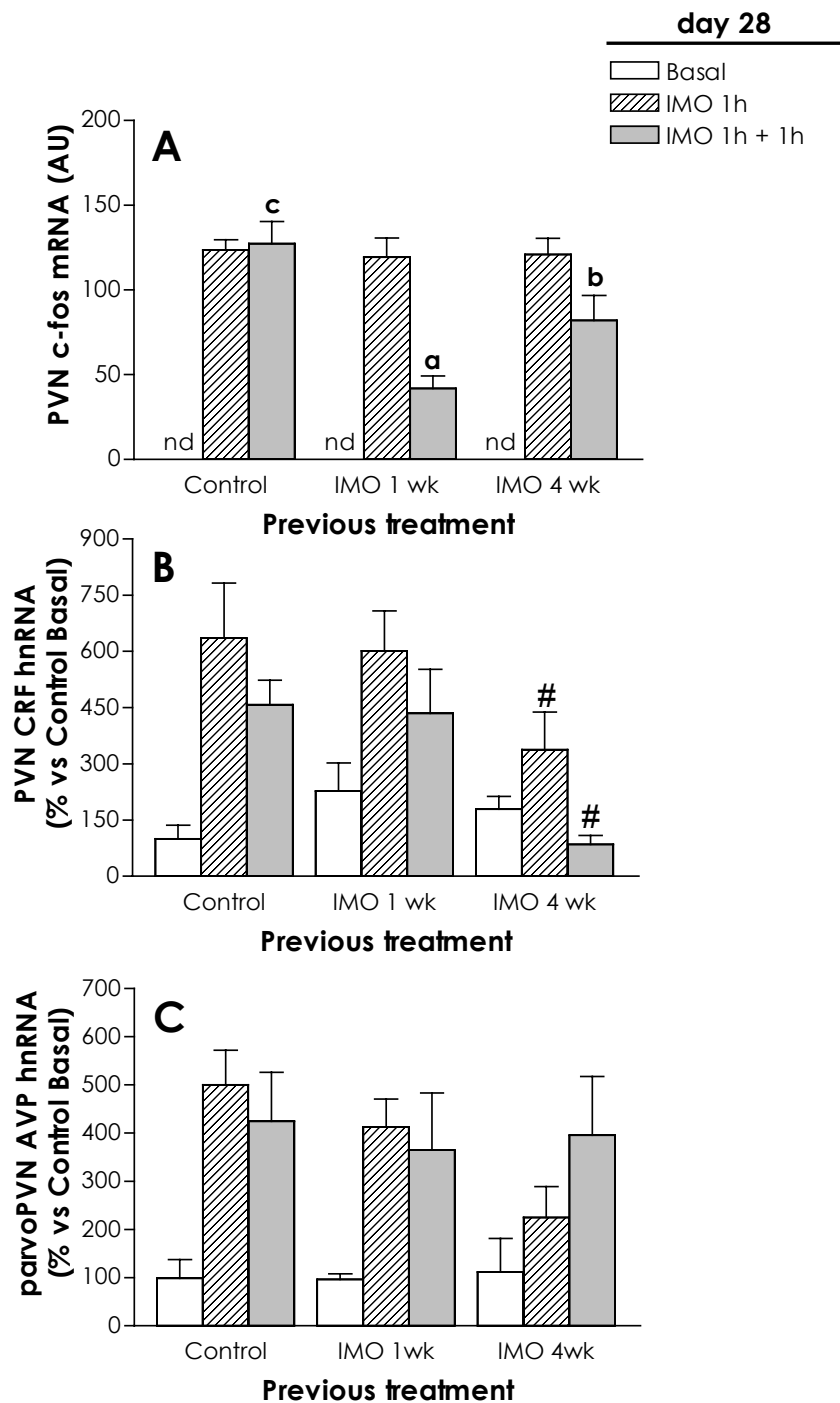 day 28
Basal
IMO 1h
IMO 1h + 1h
A
PVN c-fos mRNA (AU)
200
150
100
50
0
c
a
b
nd
nd
nd
Control
IMO 1 wk
IMO 4 wk
Previous treatment
B
PVN CRF hnRNA
(% vs Control Basal)
900
750
600
450
300
150
0
#
#
Control
IMO 1 wk
IMO 4 wk
Previous treatment
C
parvoPVN AVP hnRNA
(% vs Control Basal)
700
600
500
400
300
200
100
0
Control
IMO 1wk
IMO 4wk
Previous treatment